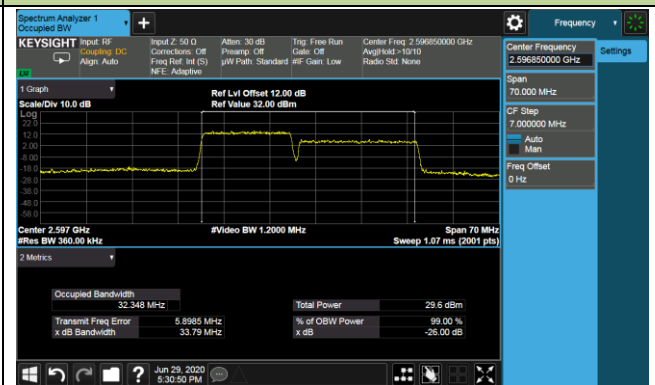 Spectrum Analyzer 1
Occupied BW
Frequency
KEYSIGHT
Input: RF
Coupling: DC
Align: Auto
Input Z: 50 Ω
Corrections: Off
Freq Ref: Int (S)
NFE: Adaptive
Atten: 30 dB
Preamp: Off
µW Path: Standard
Trig: Free Run
Gate: Off
#IF Gain: Low
Center Freq: 2.596850000 GHz
Avg|Hold:>10/10
Radio Std: None
1 Graph
Scale/Div 10.0 dB
Ref Lvl Offset 12.00 dB
Ref Value 32.00 dBm
Log
22.0
12.0
2.00
-8.00
-18.0
-28.0
-38.0
-48.0
-58.0
Center 2.597 GHz
#Res BW 360.00 kHz
#Video BW 1.2000 MHz
Span 70 MHz
Sweep 1.07 ms (2001 pts)
2 Metrics
Occupied Bandwidth
32.348 MHz
Total Power 29.6 dBm
Transmit Freq Error 5.8985 MHz
% of OBW Power 99.00 %
x dB Bandwidth 33.79 MHz
x dB -26.00 dB
Jun 29, 2020
5:30:50 PM
Center Frequency
2.596850000 GHz
Settings
Span
70.000 MHz
CF Step
7.000000 MHz
Auto
Man
Freq Offset
0 Hz